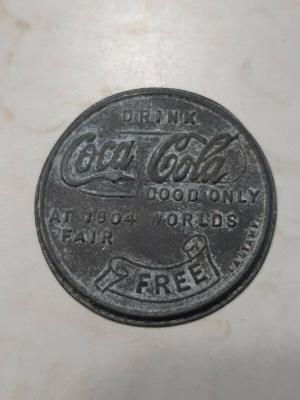 DRINK
Coca Cola
GOOD ONLY
AT 1904 WORLDS
FAIR
FREE